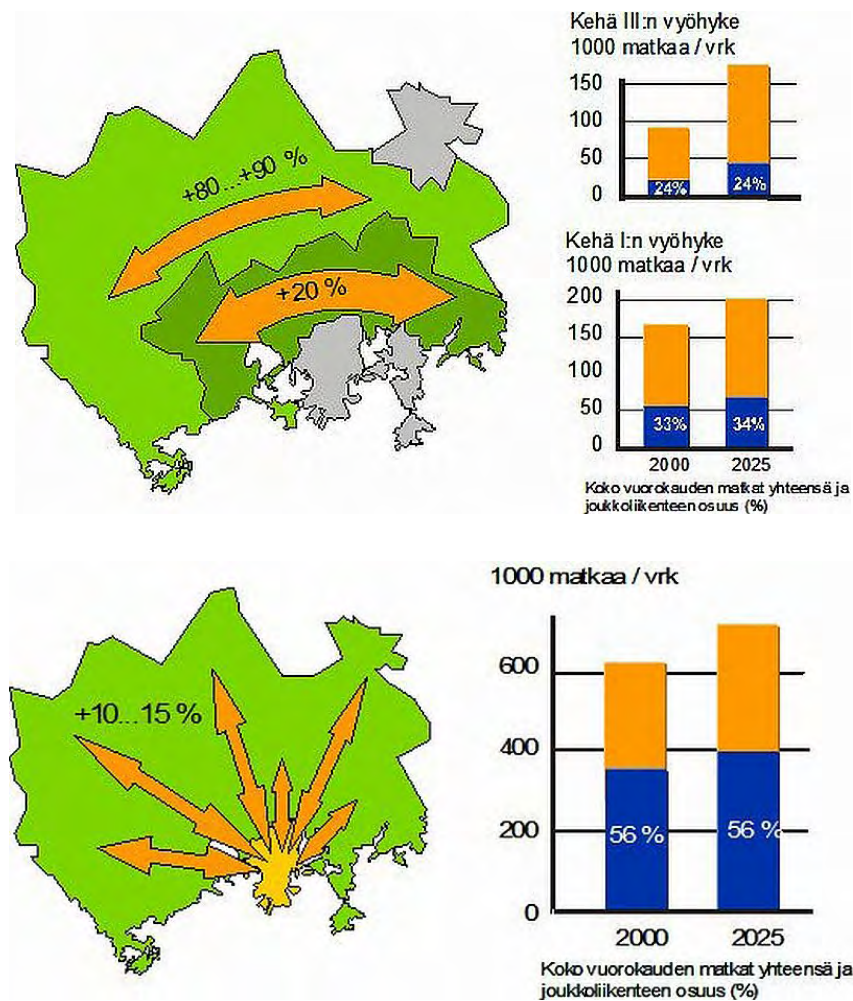 Kehä III:n vyöhyke
1000 matkaa / vrk
150
100
50
0
24%
24%
+80...+90 %
+20 %
Kehä I:n vyöhyke
1000 matkaa / vrk
200
150
100
50
0
33%
34%
2000
2025
Koko vuorokauden matkat yhteensä ja
joukkoliikenteen osuus (%)
+10...15 %
1000 matkaa / vrk
600
400
200
0
56 %
56 %
2000
2025
Koko vuorokauden matkat yhteensä ja
joukkoliikenteen osuus (%)